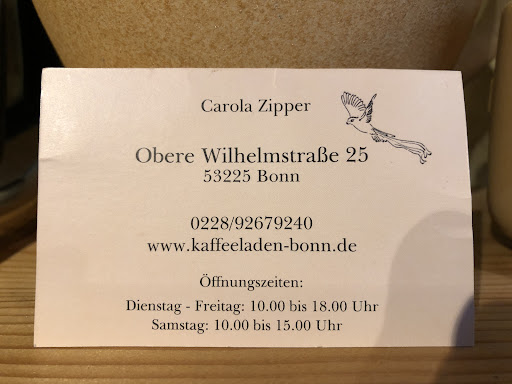 Carola Zipper
Obere Wilhelmstraße 25
53225 Bonn
0228/92679240
www.kaffeeladen-bonn.de
Öffnungszeiten:
Dienstag - Freitag: 10.00 bis 18.00 Uhr
Samstag: 10.00 bis 15.00 Uhr